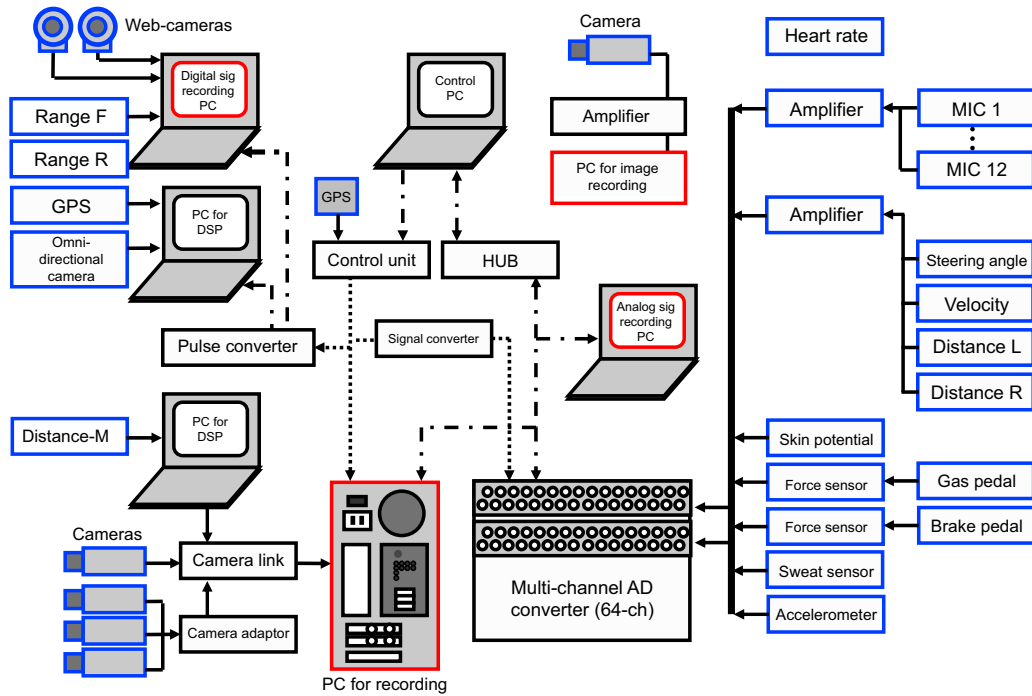 Web-cameras
Digital sig
recording
PC
Range F
Range R
GPS
Omni-
directional
camera
PC for
DSP
Pulse converter
Control
PC
GPS
Control unit
HUB
Signal converter
Camera
Amplifier
PC for image
recording
Analog sig
recording
PC
Heart rate
Amplifier
MIC 1
MIC 12
Amplifier
Steering angle
Velocity
Distance L
Distance R
Skin potential
Force sensor
Gas pedal
Force sensor
Brake pedal
Sweat sensor
Accelerometer
Distance-M
PC for
DSP
Cameras
Camera link
Camera adaptor
PC for recording
Multi-channel AD
converter (64-ch)